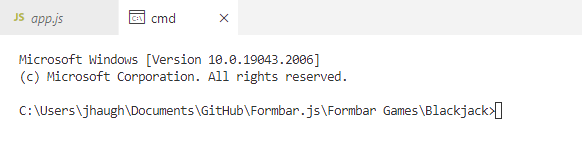 JS app.js cmd
Microsoft Windows [Version 10.0.19043.2006]
(c) Microsoft Corporation. All rights reserved.
C:\Users\jhaugh\Documents\GitHub\Formbar.js\Formbar Games\Blackjack>